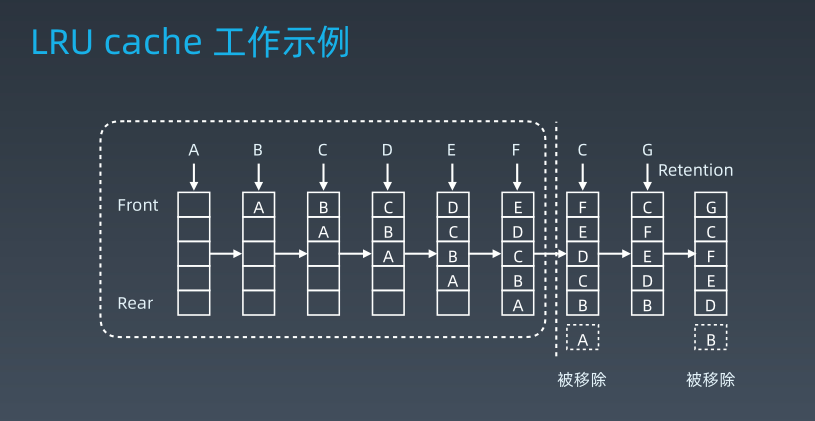 LRU cache 工作示例
A B C D E F C G
Retention
Front A B C D E F C G
A B C D E F C
A B C D E F
A B C D E
Rear A B B D
A B
被移除 被移除